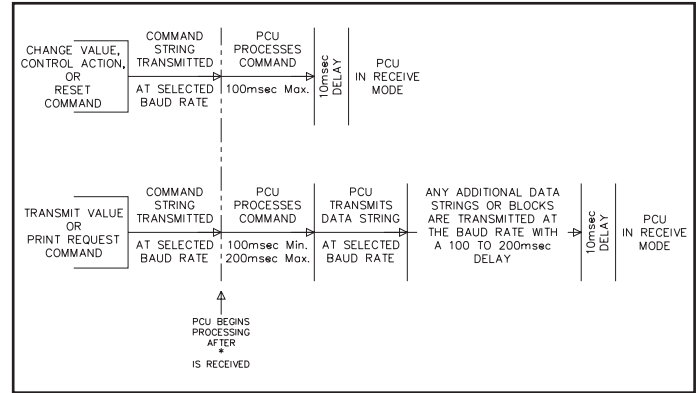 CHANGE VALUE,
CONTROL ACTION,
OR
RESET
COMMAND
COMMAND
STRING
TRANSMITTED
AT SELECTED
BAUD RATE
PCU
PROCESSES
COMMAND
100msec Max.
10msec
DELAY
PCU
IN RECEIVE
MODE
TRANSMIT VALUE
OR
PRINT REQUEST
COMMAND
COMMAND
STRING
TRANSMITTED
AT SELECTED
BAUD RATE
PCU
PROCESSES
COMMAND
100msec Min.
200msec Max.
PCU
TRANSMITS
DATA STRING
AT SELECTED
BAUD RATE
ANY ADDITIONAL DATA
STRINGS OR BLOCKS
ARE TRANSMITTED AT
THE BAUD RATE WITH
A 100 TO 200msec
DELAY
10msec
DELAY
PCU
IN RECEIVE
MODE
PCU BEGINS
PROCESSING
AFTER
*
IS RECEIVED